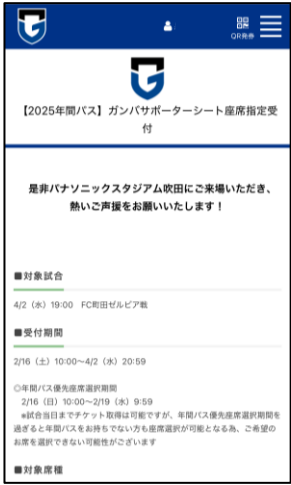 QR発券
【2025年間パス】ガンバサポーターシート座席指定受
付
是非パナソニックスタジアム吹田にご来場いただき、
熱いご声援をお願いいたします！
■対象試合
4/2（水）19:00　FC町田ゼルビア戦
■受付期間
2/16（土）10:00〜4/2（水）20:59
○年間パス優先座席選択期間
2/16（日）10:00〜2/19（水）9:59
※試合当日までチケット取得は可能ですが、年間パス優先座席選択期間を
過ぎると年間パスをお持ちでない方も座席選択が可能となる為、ご希望の
お席を選択できない可能性がございます
■対象席種